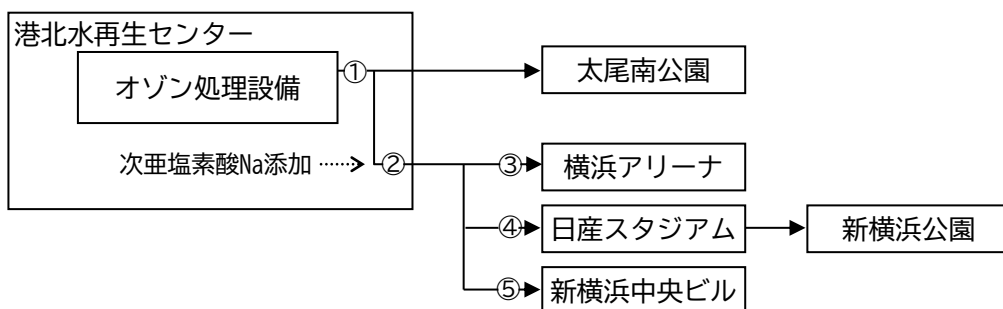 港北水再生センター
オゾン処理設備
①
太尾南公園
次亜塩素酸Na添加
②
③
横浜アリーナ
④
日産スタジアム
新横浜公園
⑤
新横浜中央ビル